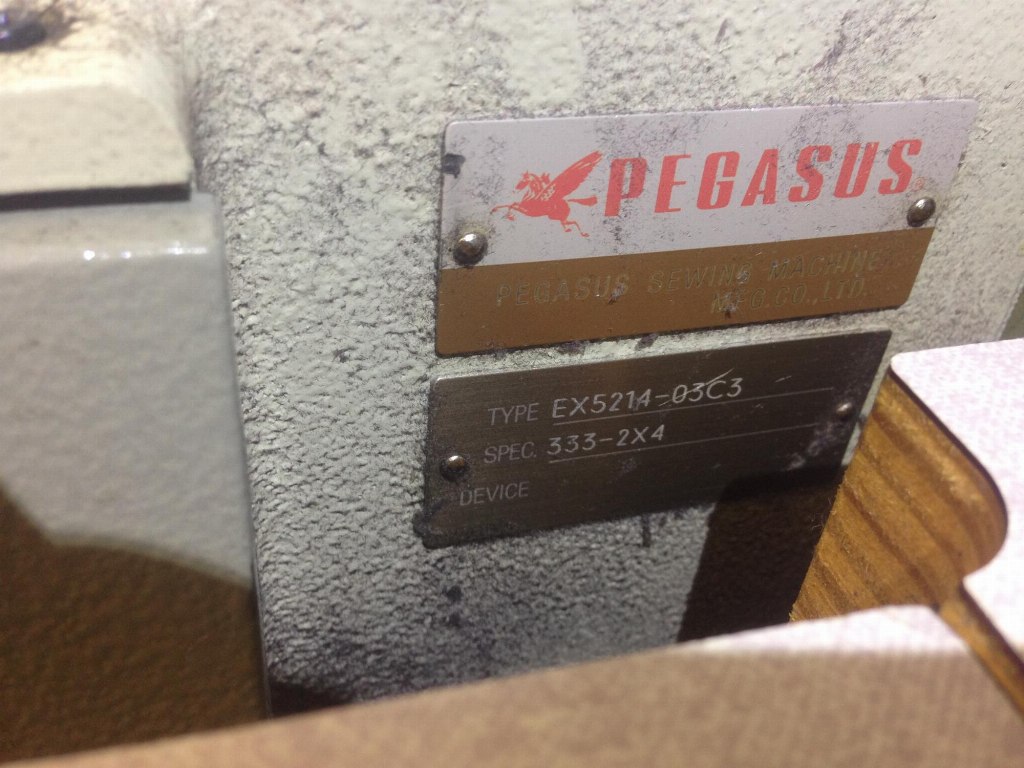 PEGASUS
PEGASUS SEWING MACHINE
MFG.CO.,LTD.
TYPE EX5214-03C3
SPEC. 333-2X4
DEVICE